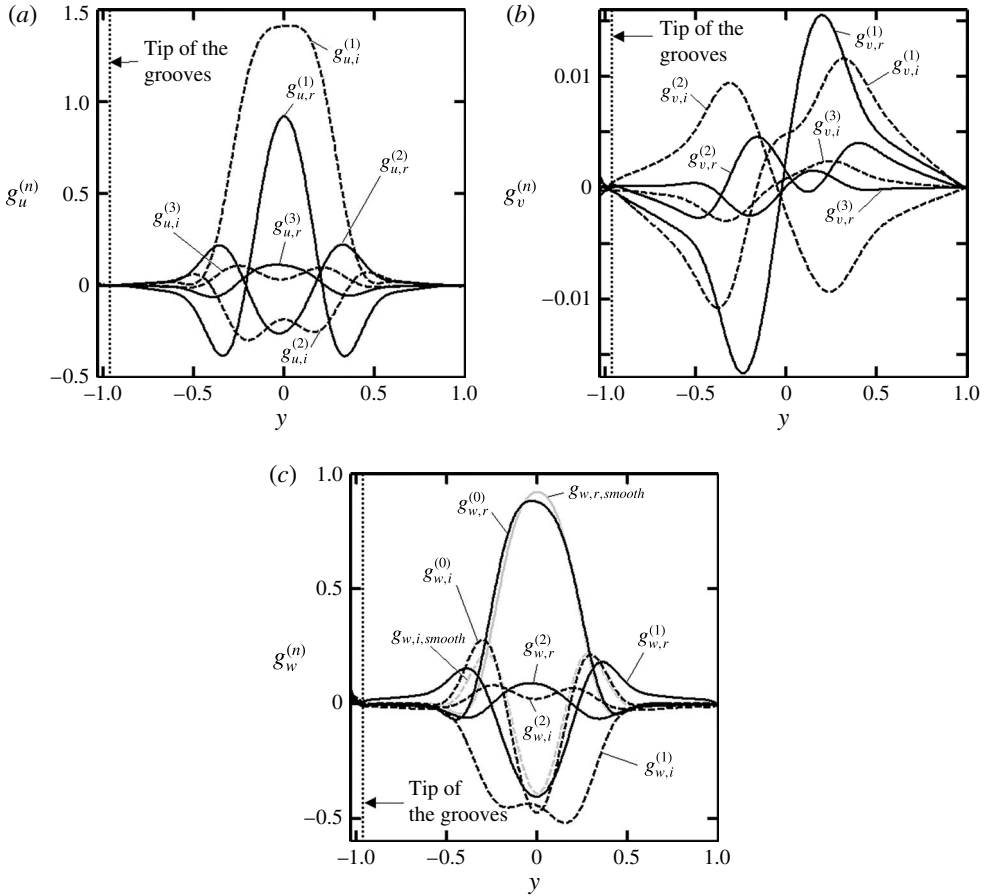 (a)
1.5
1.0
0.5
0
−0.5
g_u^{(n)}
Tip of the
grooves
g_{u,i}^{(1)}
g_{u,r}^{(1)}
g_{u,r}^{(2)}
g_{u,i}^{(3)}
g_{u,r}^{(3)}
g_{u,i}^{(2)}
−1.0 −0.5 0 0.5 1.0
y
(b)
0.01
0
−0.01
g_v^{(n)}
Tip of the
grooves
g_{v,r}^{(1)}
g_{v,i}^{(1)}
g_{v,i}^{(2)}
g_{v,i}^{(3)}
g_{v,r}^{(2)}
g_{v,r}^{(3)}
−1.0 −0.5 0 0.5 1.0
y
(c)
1.0
0.5
0
−0.5
g_w^{(n)}
g_{w,r}^{(0)}
g_{w,r,smooth}
g_{w,i}^{(0)}
g_{w,i,smooth}
g_{w,r}^{(2)}
g_{w,r}^{(1)}
g_{w,i}^{(2)}
g_{w,i}^{(1)}
Tip of
the grooves
−1.0 −0.5 0 0.5 1.0
y